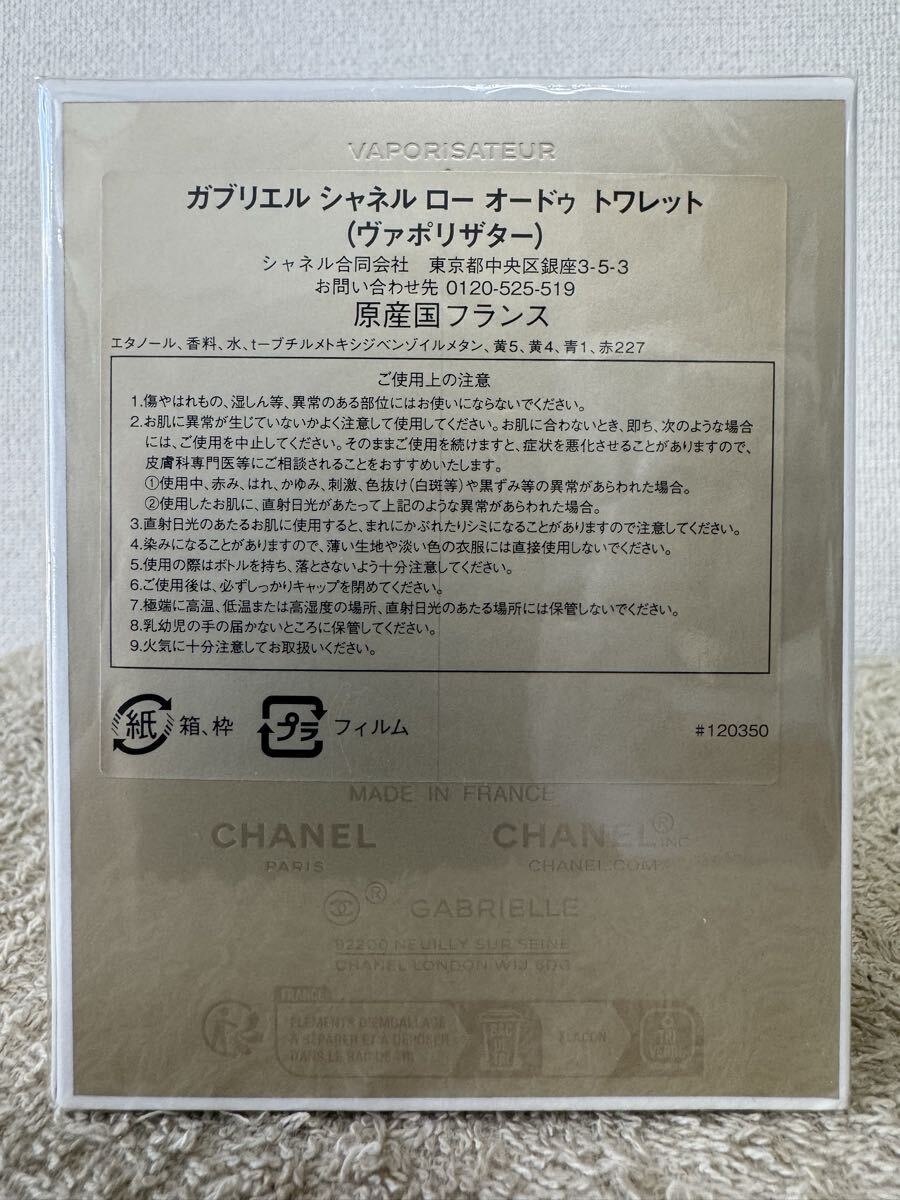 VAPORISATEUR
ガブリエル シャネル ロー オードゥ トワレット
(ヴァポリザター)
シャネル合同会社 東京都中央区銀座3-5-3
お問い合わせ先 0120-525-519
原産国フランス
エタノール、香料、水、t-ブチルメトキシジベンゾイルメタン、黄5、黄4、青1、赤227
ご使用上の注意
1.傷やはれもの、湿しん等、異常のある部位にはお使いにならないでください。
2.お肌に異常が生じていないかよく注意して使用してください。お肌に合わないとき、即ち、次のような場合
には、ご使用を中止してください。そのままご使用を続けますと、症状を悪化させることがありますので、
皮膚科専門医等にご相談されることをおすすめいたします。
①使用中、赤み、はれ、かゆみ、刺激、色抜け(白斑等)や黒ずみ等の異常があらわれた場合。
②使用したお肌に、直射日光があたって上記のような異常があらわれた場合。
3.直射日光のあたるお肌に使用すると、まれにかぶれたりシミになることがありますので注意してください。
4.染みになることがありますので、薄い生地や淡い色の衣服には直接使用しないでください。
5.使用の際はボトルを持ち、落とさないよう十分注意してください。
6.ご使用後は、必ずしっかりキャップを閉めてください。
7.極端に高温、低温または高湿度の場所、直射日光のあたる場所には保管しないでください。
8.乳幼児の手の届かないところに保管してください。
9.火気に十分注意してお取扱いください。
紙 箱、枠 プラ フィルム #120350
MADE IN FRANCE
CHANEL CHANEL® INC
PARIS CHANEL.COM
® GABRIELLE
92200 NEUILLY SUR SEINE
CHANEL LONDON W1J 6DG
FRANCE
ÉLÉMENTS D'EMBALLAGE
À SÉPARER ET À DÉPOSER
DANS LE BAC DE TRI
BAC DE TRI
FLACON